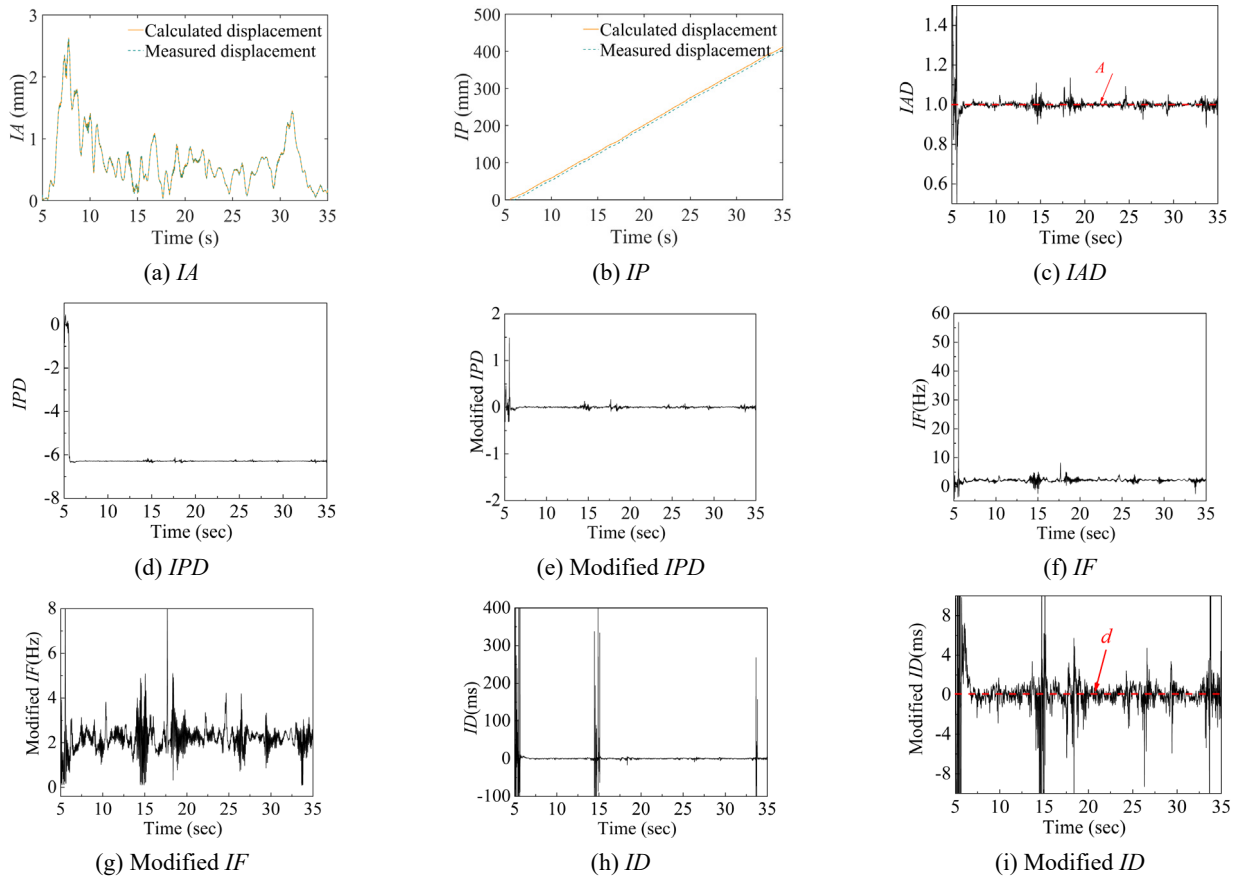 3
2
1
0
IA (mm)
Calculated displacement
Measured displacement
5 10 15 20 25 30 35
Time (s)
(a) IA
500
400
300
200
100
0
IP (mm)
Calculated displacement
Measured displacement
5 10 15 20 25 30 35
Time (s)
(b) IP
1.4
1.2
1.0
0.8
0.6
IAD
A
5 10 15 20 25 30 35
Time (sec)
(c) IAD
0
-2
-4
-6
-8
IPD
5 10 15 20 25 30 35
Time (sec)
(d) IPD
2
1
0
-1
-2
Modified IPD
5 10 15 20 25 30 35
Time (sec)
(e) Modified IPD
60
50
40
30
20
10
0
IF(Hz)
5 10 15 20 25 30 35
Time (sec)
(f) IF
8
6
4
2
0
Modified IF(Hz)
5 10 15 20 25 30 35
Time (sec)
(g) Modified IF
400
300
200
100
0
-100
ID(ms)
5 10 15 20 25 30 35
Time (sec)
(h) ID
8
4
0
-4
-8
Modified ID(ms)
d
5 10 15 20 25 30 35
Time (sec)
(i) Modified ID